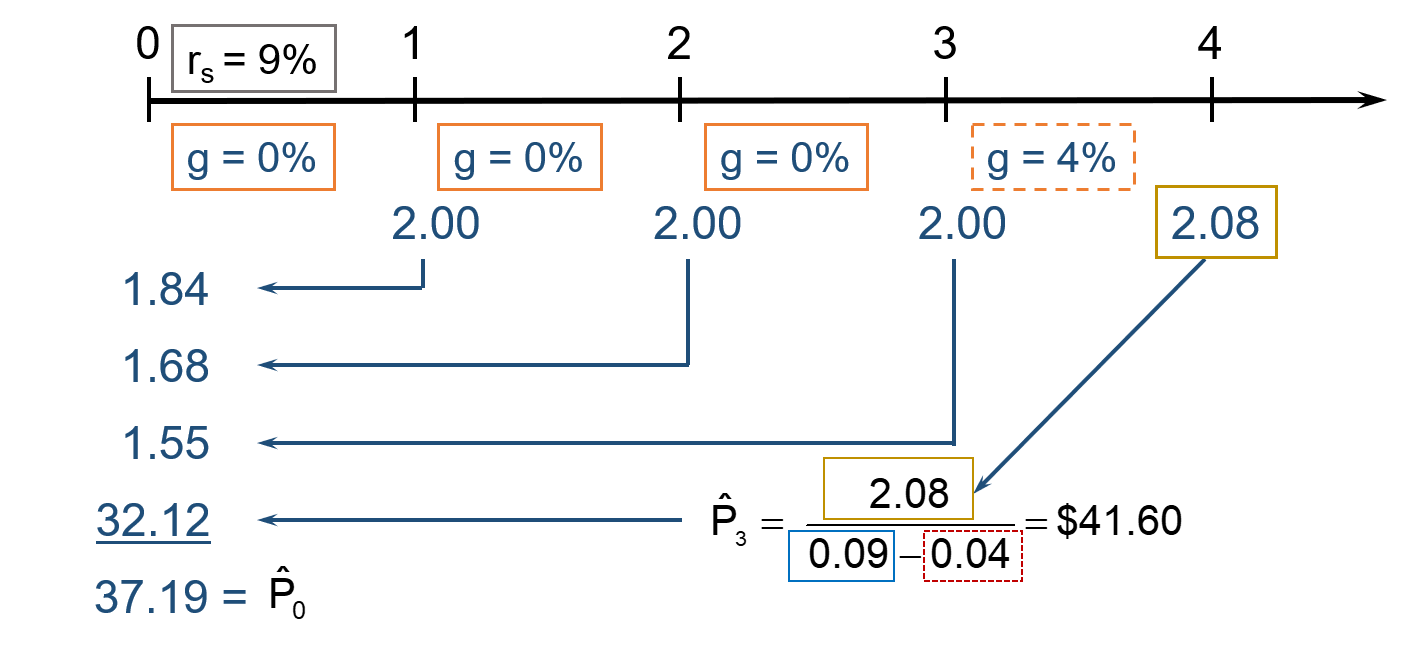 0 rs = 9% 1 2 3 4
g = 0% g = 0% g = 0% g = 4%
2.00 2.00 2.00 2.08
1.84
1.68
1.55
2.08
32.12 P̂3 = = $41.60
0.09 – 0.04
37.19 = P̂0